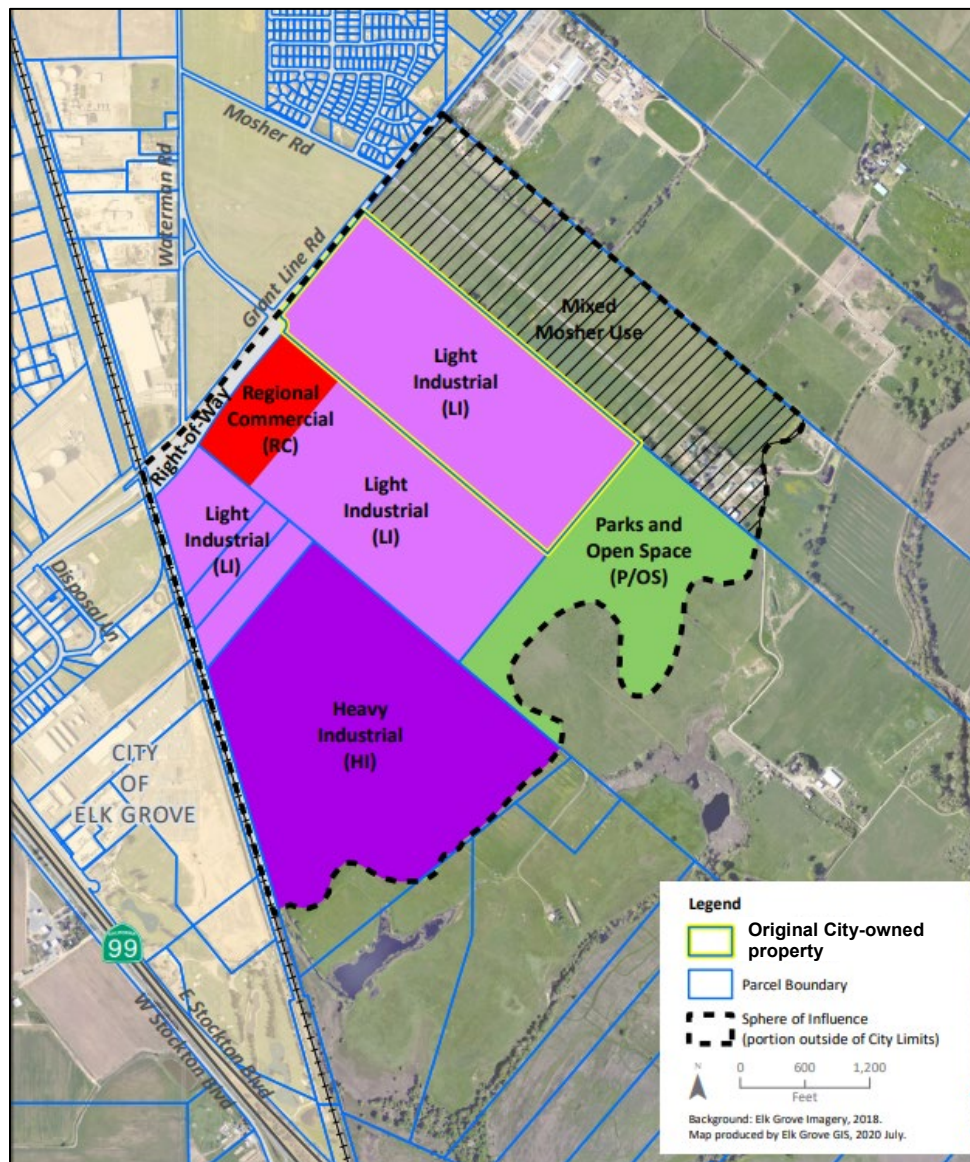 Mosher Rd
Waterman Rd
Grant Line Rd
Mixed
Mosher Use
Light
Industrial
(LI)
Regional
Commercial
(RC)
Right-of-Way
Light
Industrial
(LI)
Light
Industrial
(LI)
Parks and
Open Space
(P/OS)
Disposal Ln
Heavy
Industrial
(HI)
CITY
OF
ELK GROVE
CALIFORNIA
99
E Stockton Blvd
W Stockton Blvd
Legend
Original City-owned
property
Parcel Boundary
Sphere of Influence
(portion outside of City Limits)
N
0 600 1,200
Feet
Background: Elk Grove Imagery, 2018.
Map produced by Elk Grove GIS, 2020 July.